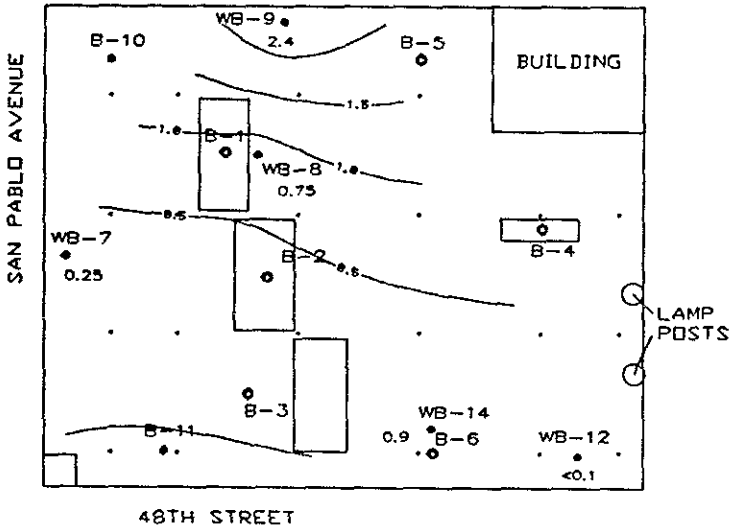 WB-9
B-10
2.4
B-5
BUILDING
SAN PABLO AVENUE
1.5
1.0
B-1
WB-8
1.0
0.75
0.5
WB-7
0.25
B-2
0.5
B-4
LAMP
POSTS
B-3
WB-14
B-11
0.9
B-6
WB-12
<0.1
48TH STREET